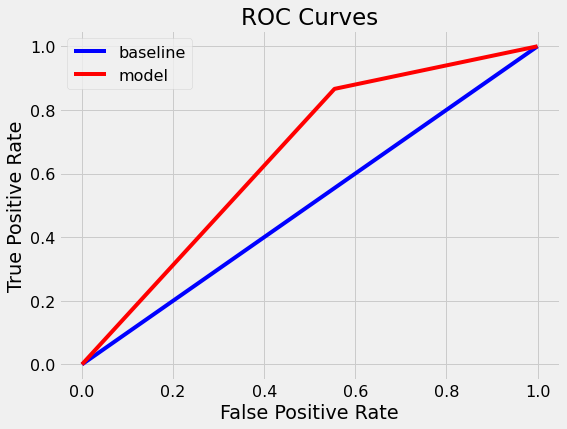 ROC Curves
baseline
model
True Positive Rate
1.0
0.8
0.6
0.4
0.2
0.0
0.0 0.2 0.4 0.6 0.8 1.0
False Positive Rate